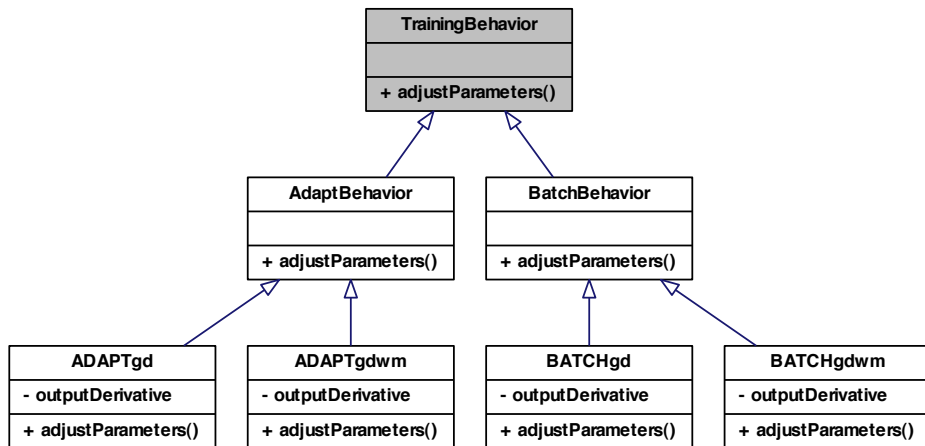 TrainingBehavior
+ adjustParameters()
AdaptBehavior
+ adjustParameters()
BatchBehavior
+ adjustParameters()
ADAPTgd
- outputDerivative
+ adjustParameters()
ADAPTgdwm
- outputDerivative
+ adjustParameters()
BATCHgd
- outputDerivative
+ adjustParameters()
BATCHgdwm
- outputDerivative
+ adjustParameters()